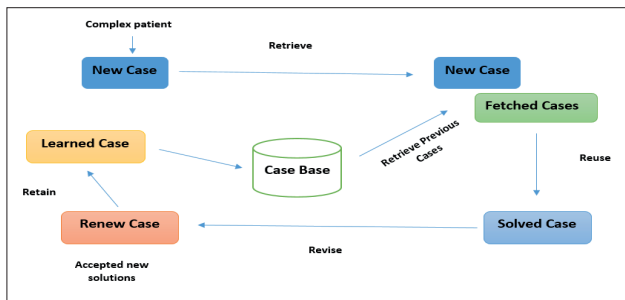 Complex patient
Retrieve
New Case
New Case
Fetched Cases
Learned Case
Case Base
Retrieve Previous
Cases
Reuse
Retain
Renew Case
Solved Case
Revise
Accepted new
solutions